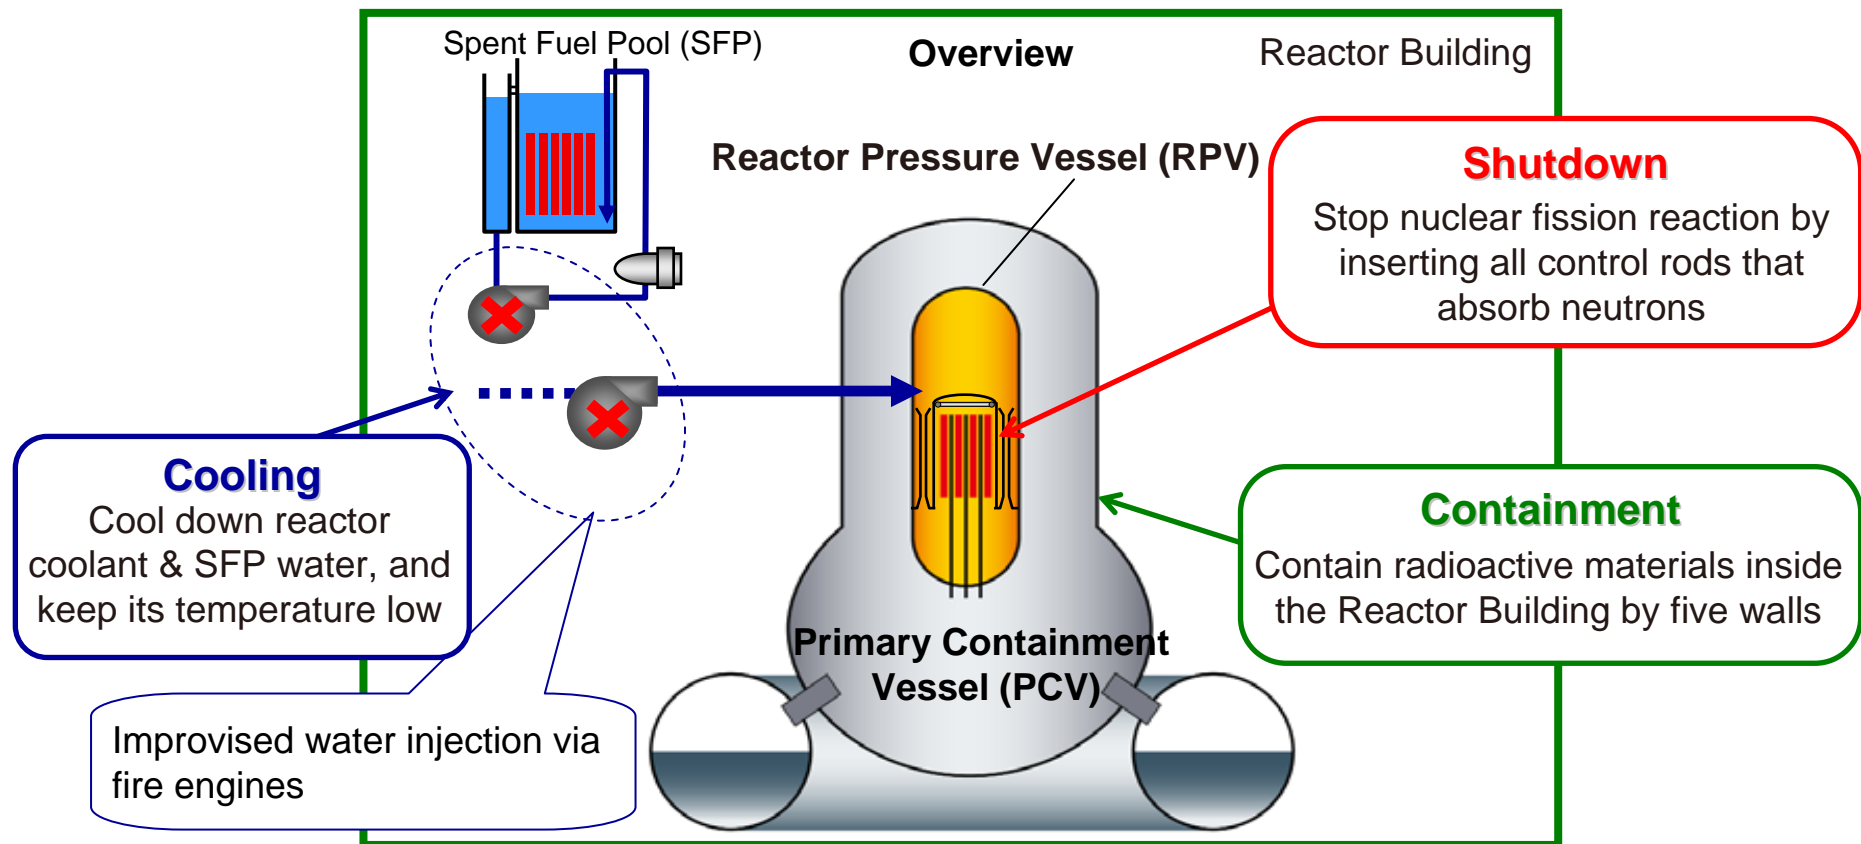 Spent Fuel Pool (SFP)
Overview
Reactor Building
Reactor Pressure Vessel (RPV)
Shutdown
Stop nuclear fission reaction by
inserting all control rods that
absorb neutrons
Cooling
Cool down reactor
coolant & SFP water, and
keep its temperature low
Containment
Contain radioactive materials inside
the Reactor Building by five walls
Primary Containment
Vessel (PCV)
Improvised water injection via
fire engines